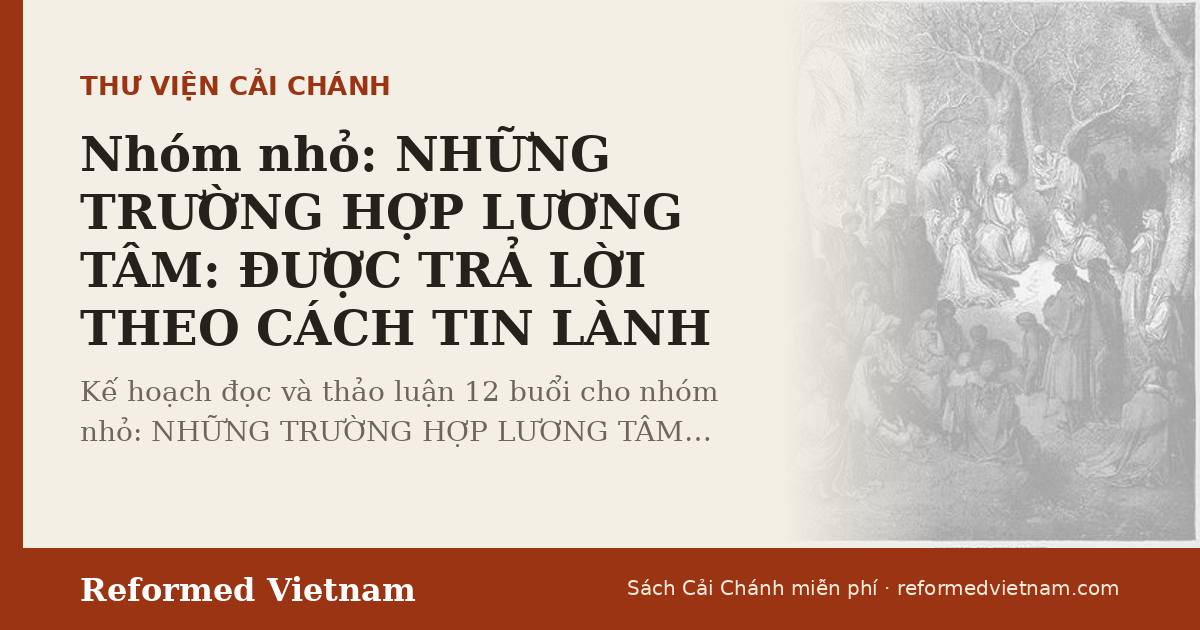 THƯ VIỆN CẢI CHÁNH
Nhóm nhỏ: NHỮNG
TRƯỜNG HỢP LƯƠNG
TÂM: ĐƯỢC TRẢ LỜI
THEO CÁCH TIN LÀNH
Kế hoạch đọc và thảo luận 12 buổi cho nhóm
nhỏ: NHỮNG TRƯỜNG HỢP LƯƠNG TÂM...
Reformed Vietnam
Sách Cải Chánh miễn phí · reformedvietnam.com